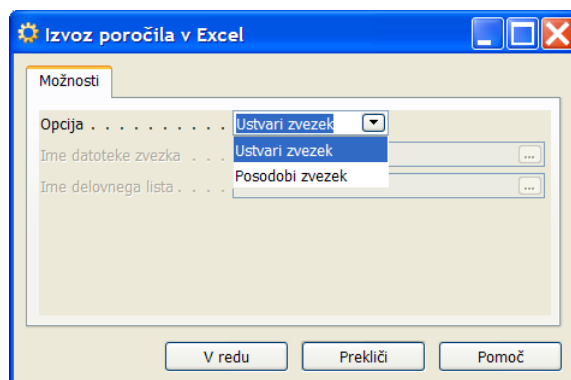 Izvoz poročila v Excel
Možnosti
Opcija . . . . . . . . . . Ustvari zvezek
Ime datoteke zvezka . . . Ustvari zvezek ...
Posodobi zvezek
Ime delovnega lista . . . . ...
V redu Prekliči Pomoč